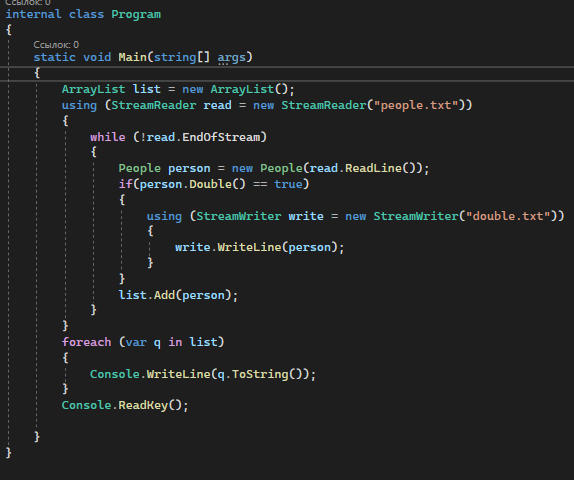 Ссылок: 0
internal class Program
{
Ссылок: 0
static void Main(string[] args)
{
ArrayList list = new ArrayList();
using (StreamReader read = new StreamReader("people.txt"))
{
while (!read.EndOfStream)
{
People person = new People(read.ReadLine());
if(person.Double() == true)
{
using (StreamWriter write = new StreamWriter("double.txt"))
{
write.WriteLine(person);
}
}
list.Add(person);
}
}
foreach (var q in list)
{
Console.WriteLine(q.ToString());
}
Console.ReadKey();
}
}